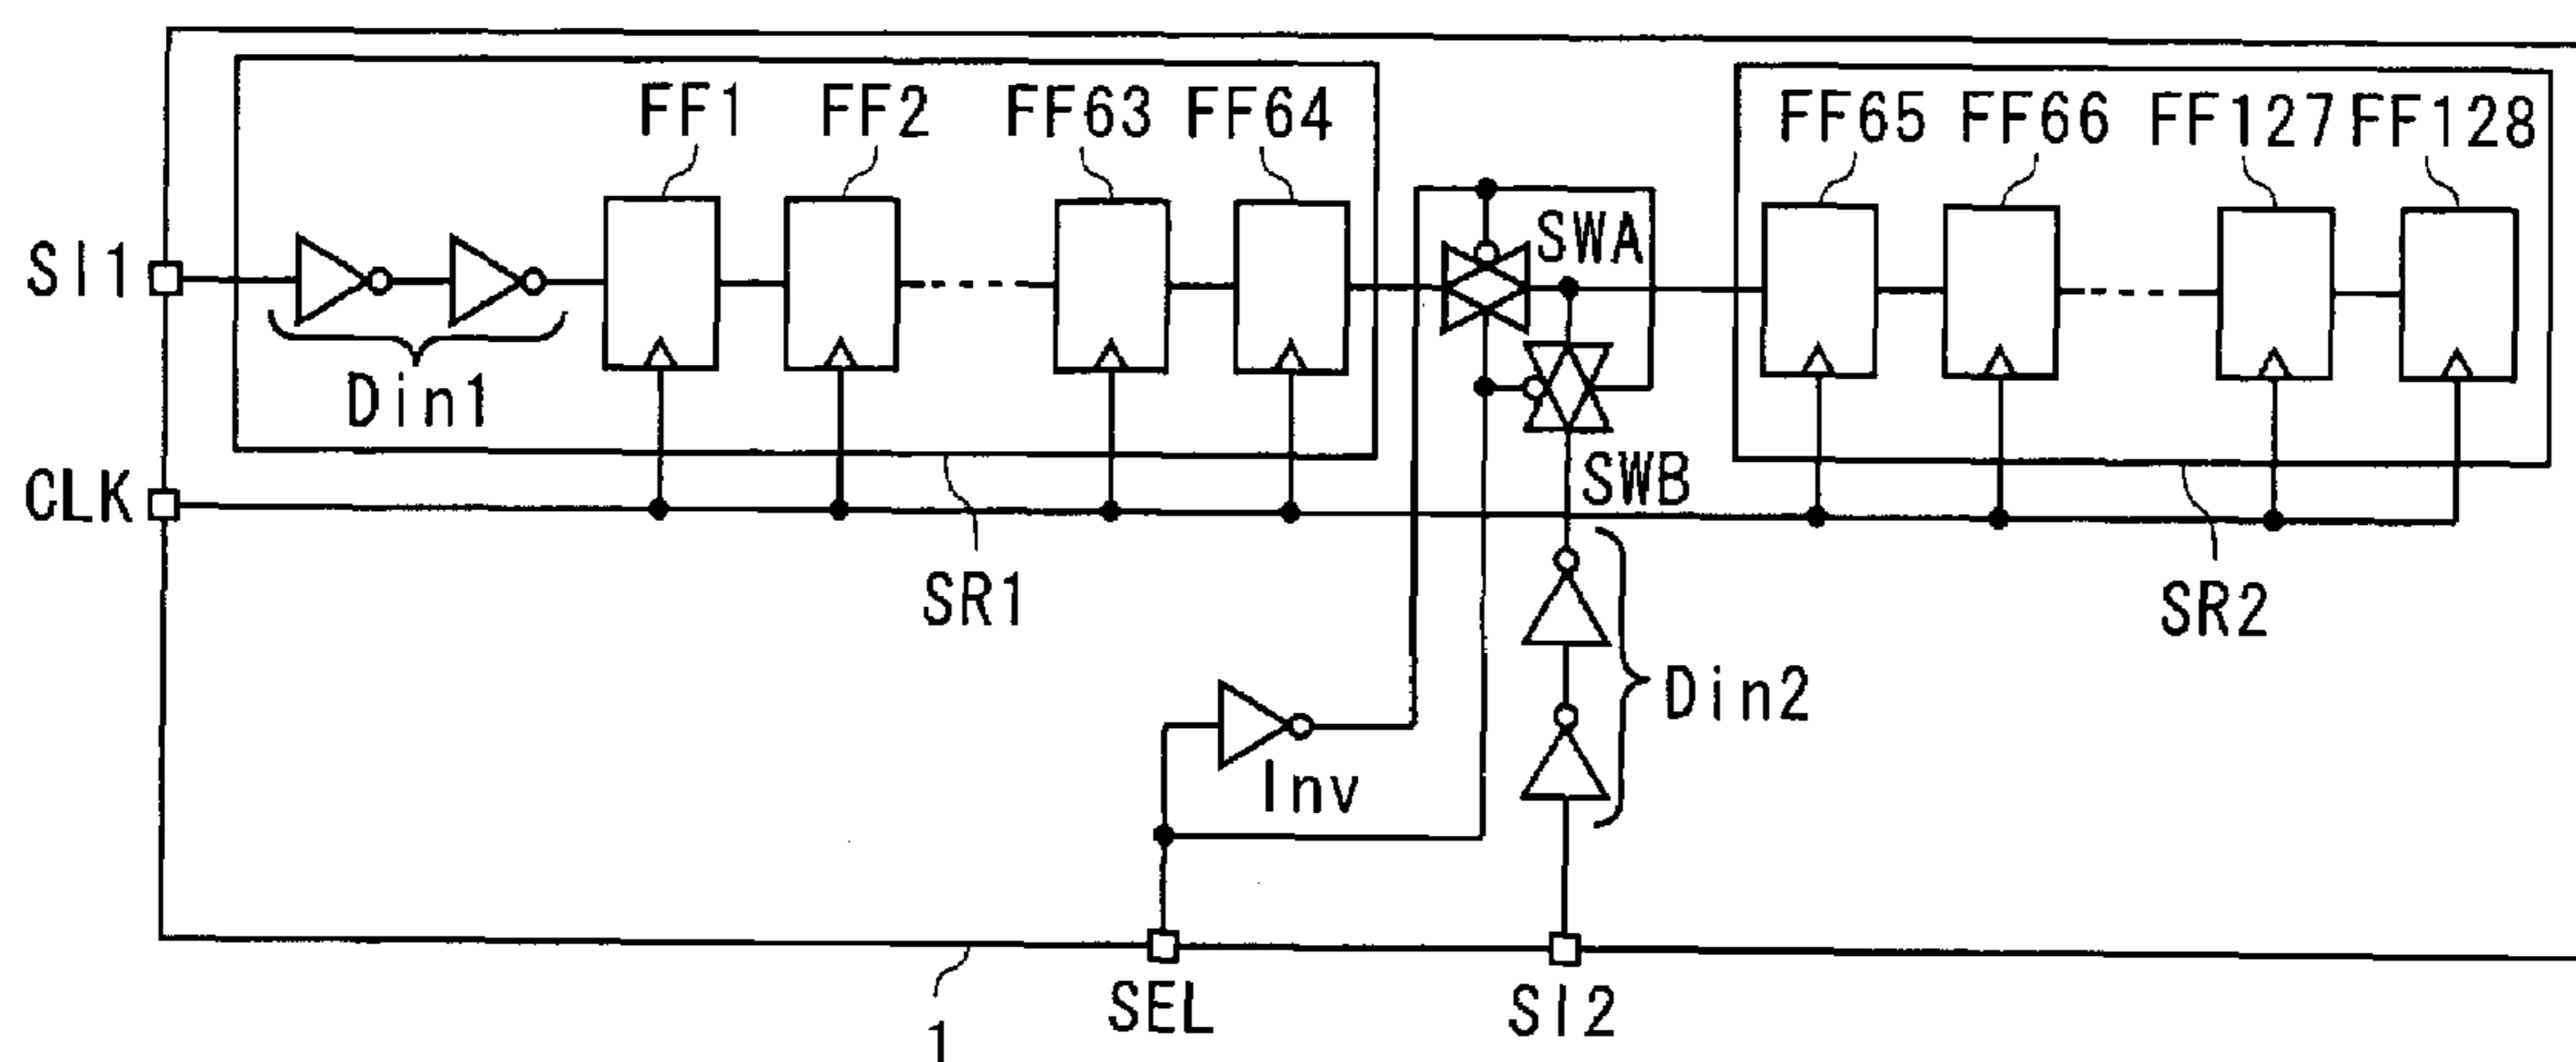 FF1 FF2 FF63 FF64 FF65 FF66 FF127 FF128
SWA
SI1
Din1
CLK
SWB
SR1
SR2
Din2
Inv
SEL
SI2
1